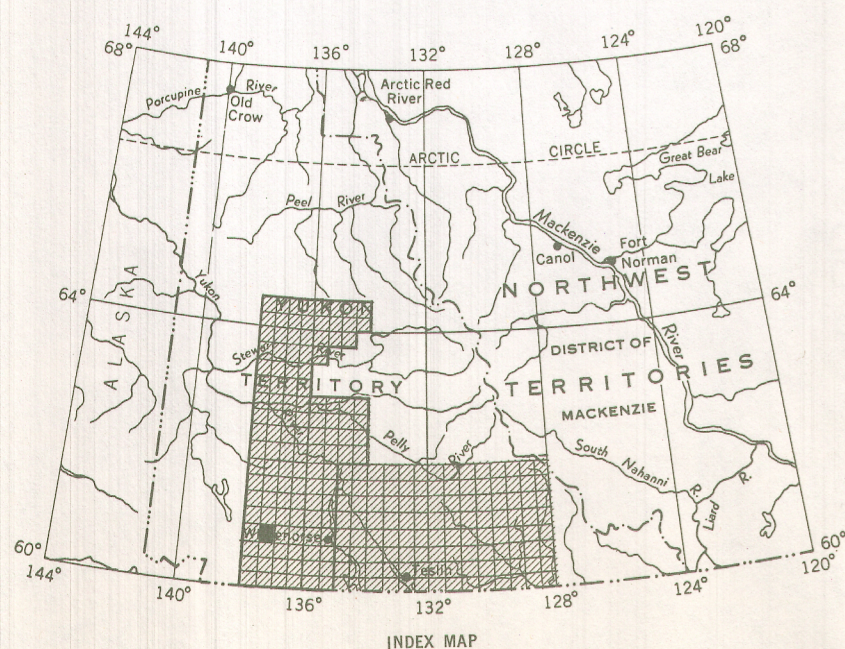 144° 140° 136° 132° 128° 124° 120°
68° 68°
Porcupine River
Old
Crow
Arctic Red
River
ARCTIC CIRCLE
Great Bear
Lake
Peel River
Mackenzie
Canol
Fort
Norman
Yukon
NORTHWEST
64° 64°
ALASKA
YUKON
Stewart River
DISTRICT OF
River
TERRITORY
TERRITORIES
MACKENZIE
Pelly
River
South
Nahanni
R.
Liard
R.
Teslin
60° 60°
144° 140° 136° 132° 128° 124° 120°
INDEX MAP